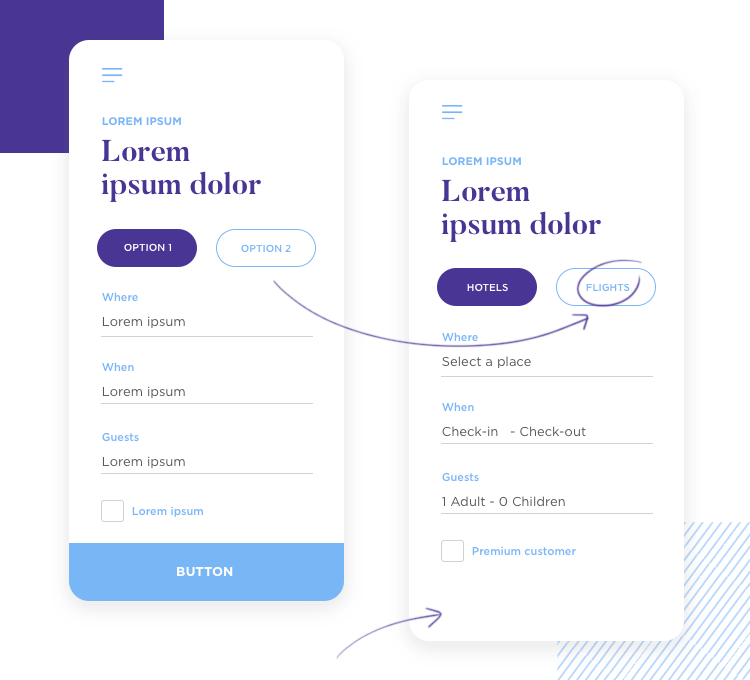 LOREM IPSUM
Lorem
ipsum dolor
OPTION 1
OPTION 2
Where
Lorem ipsum
When
Lorem ipsum
Guests
Lorem ipsum
Lorem ipsum
BUTTON
LOREM IPSUM
Lorem
ipsum dolor
HOTELS
FLIGHTS
Where
Select a place
When
Check-in - Check-out
Guests
1 Adult - 0 Children
Premium customer